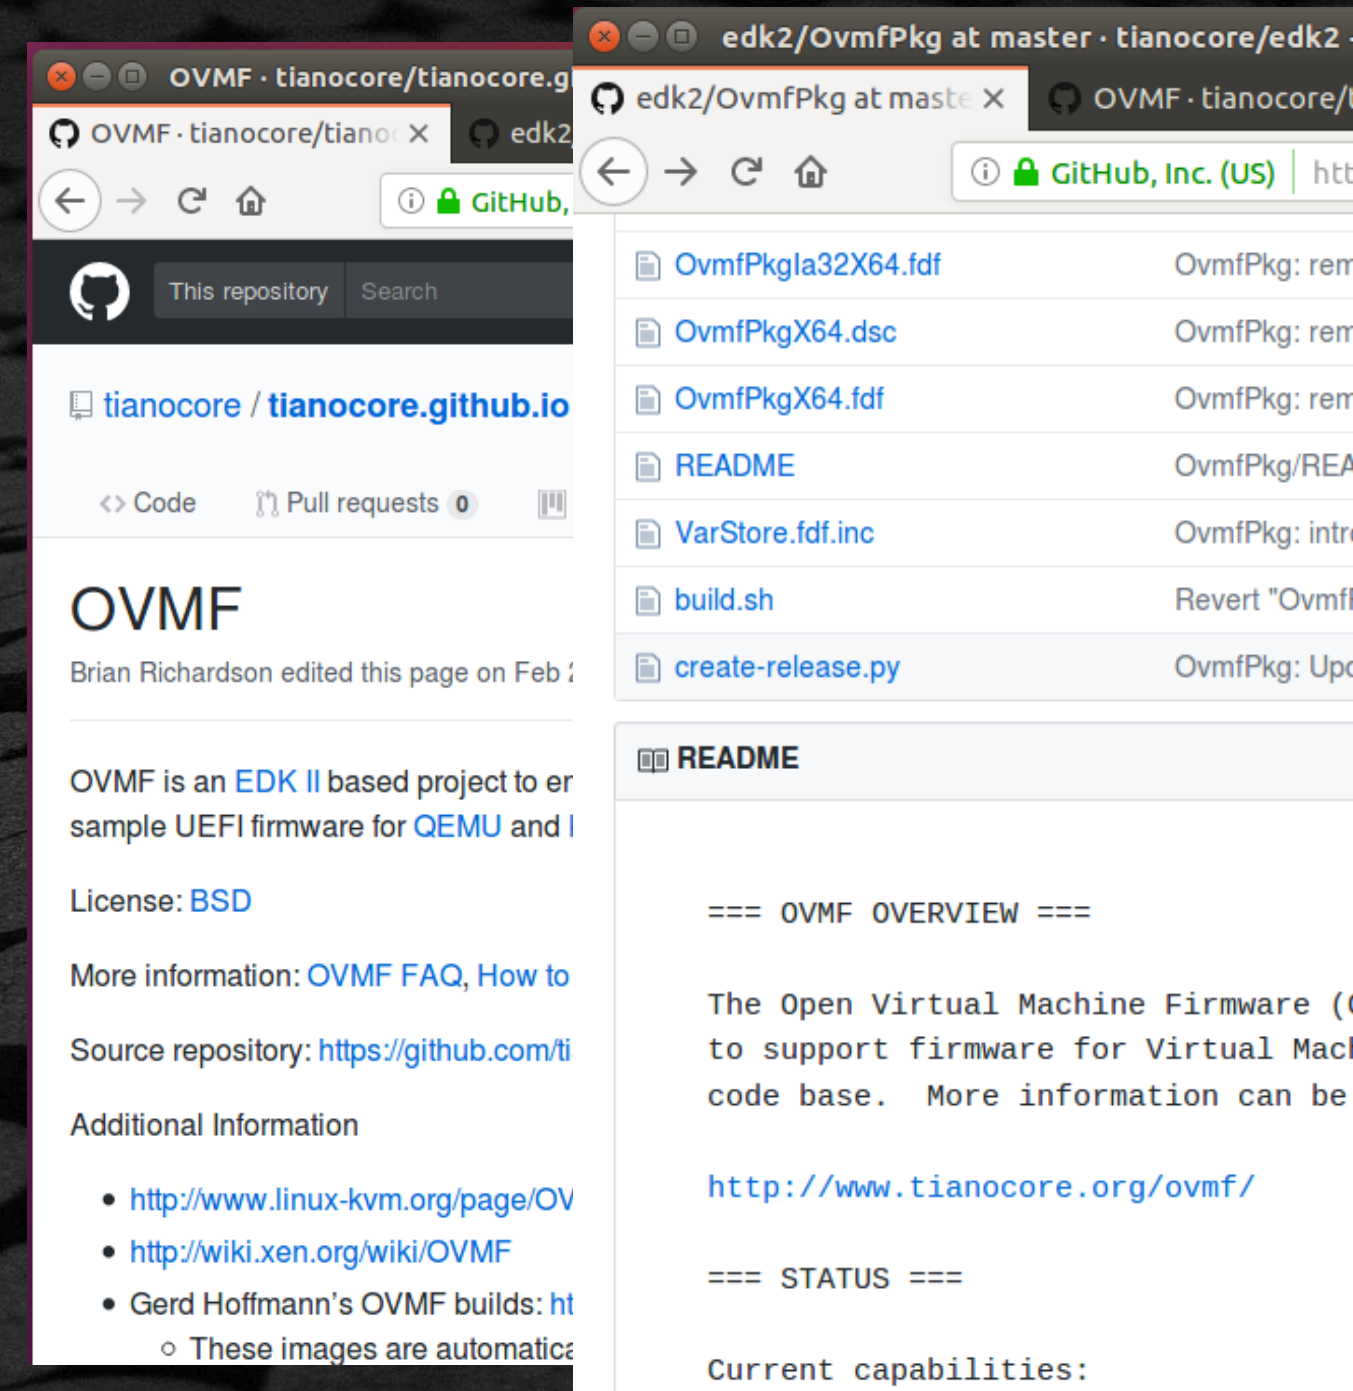 OVMF · tianocore/tianocore.gi
OVMF · tianocore/tianoc
edk2
GitHub,
This repository
Search
tianocore / tianocore.github.io
Code
Pull requests 0
OVMF
Brian Richardson edited this page on Feb
OVMF is an EDK II based project to
sample UEFI firmware for QEMU and
License: BSD
More information: OVMF FAQ, How to
Source repository: https://github.com/ti
Additional Information
http://www.linux-kvm.org/page/OV
http://wiki.xen.org/wiki/OVMF
Gerd Hoffmann's OVMF builds: ht
These images are automatica
edk2/OvmfPkg at master · tianocore/edk2 -
edk2/OvmfPkg at maste
OVMF · tianocore/t
GitHub, Inc. (US)
htt
OvmfPkgIa32X64.fdf OvmfPkg: rem
OvmfPkgX64.dsc OvmfPkg: rem
OvmfPkgX64.fdf OvmfPkg: rem
README OvmfPkg/REA
VarStore.fdf.inc OvmfPkg: intr
build.sh Revert "Ovmf
create-release.py OvmfPkg: Upd
README
=== OVMF OVERVIEW ===
The Open Virtual Machine Firmware (
to support firmware for Virtual Mach
code base. More information can be
http://www.tianocore.org/ovmf/
=== STATUS ===
Current capabilities: